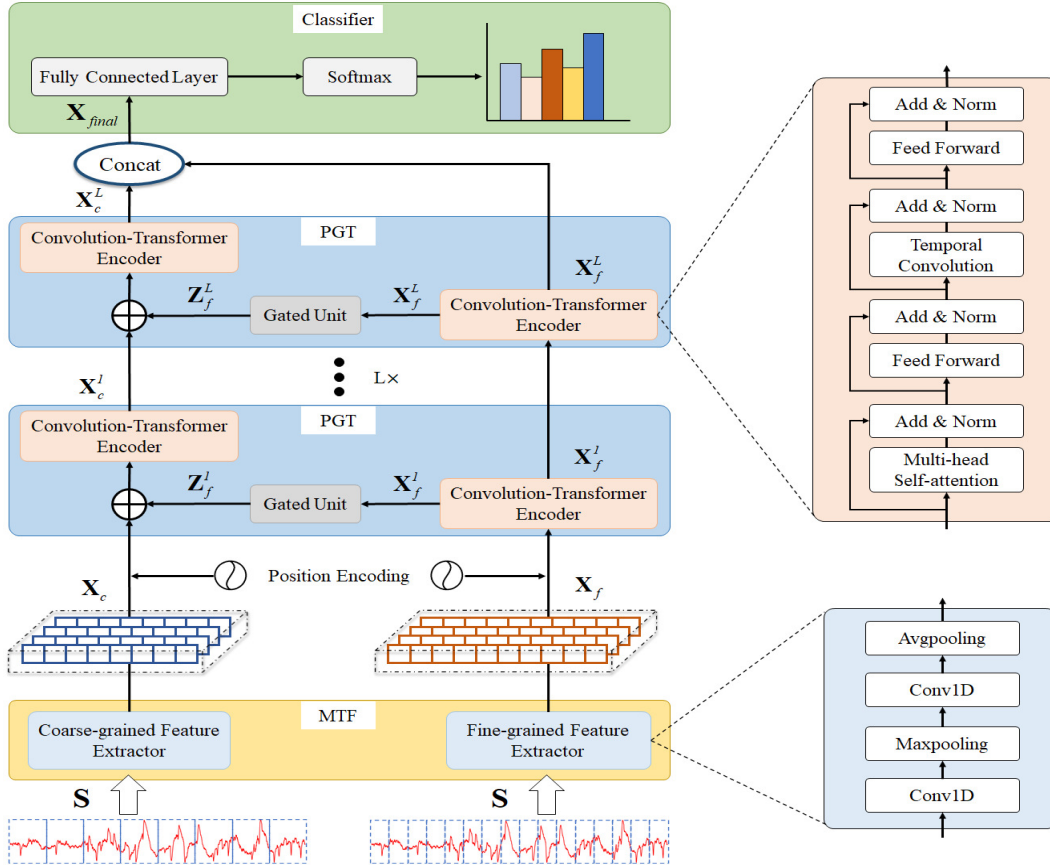 Classifier
Fully Connected Layer
Softmax
X_final
Concat
X_c^L
PGT
Convolution-Transformer
Encoder
X_f^L
Z_f^L
X_f^L
Gated Unit
Convolution-Transformer
Encoder
L×
X_c^1
PGT
Convolution-Transformer
Encoder
X_f^1
Z_f^1
X_f^1
Gated Unit
Convolution-Transformer
Encoder
Position Encoding
X_c
X_f
MTF
Coarse-grained Feature
Extractor
Fine-grained Feature
Extractor
S
S
Add & Norm
Feed Forward
Add & Norm
Temporal
Convolution
Add & Norm
Feed Forward
Add & Norm
Multi-head
Self-attention
Avgpooling
Conv1D
Maxpooling
Conv1D